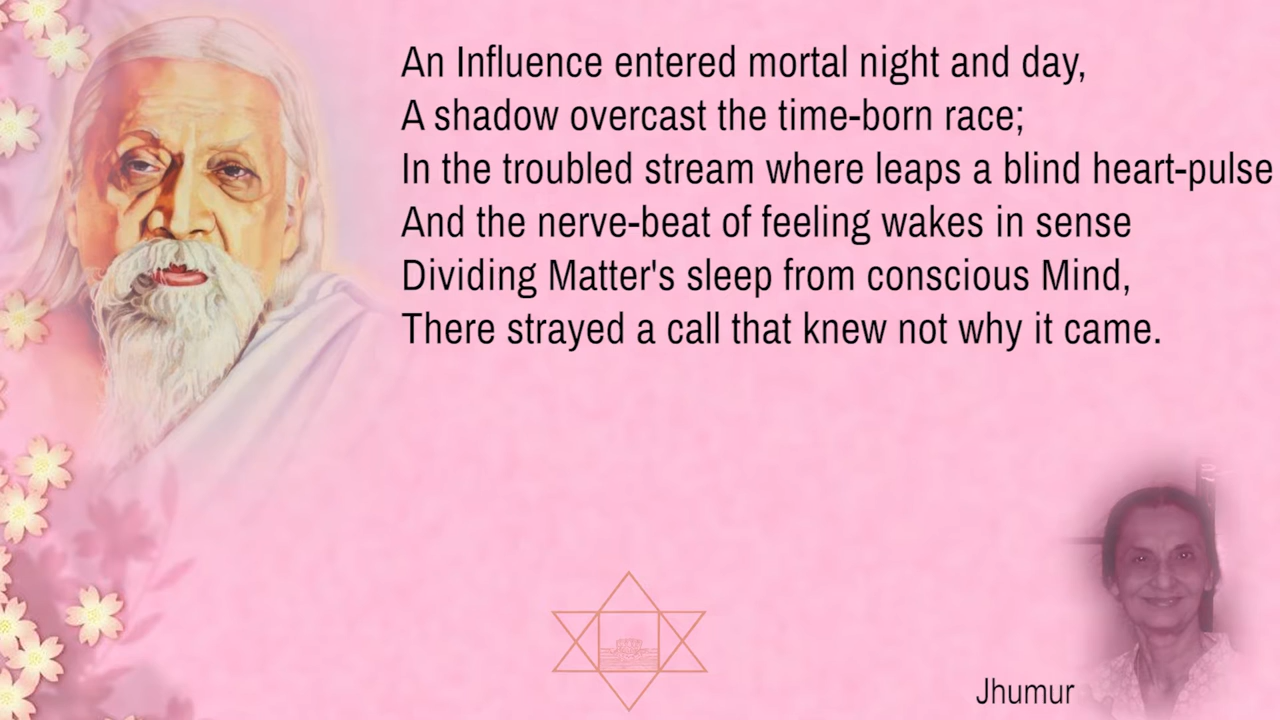 An Influence entered mortal night and day,
A shadow overcast the time-born race;
In the troubled stream where leaps a blind heart-pulse
And the nerve-beat of feeling wakes in sense
Dividing Matter's sleep from conscious Mind,
There strayed a call that knew not why it came.
Jhumur